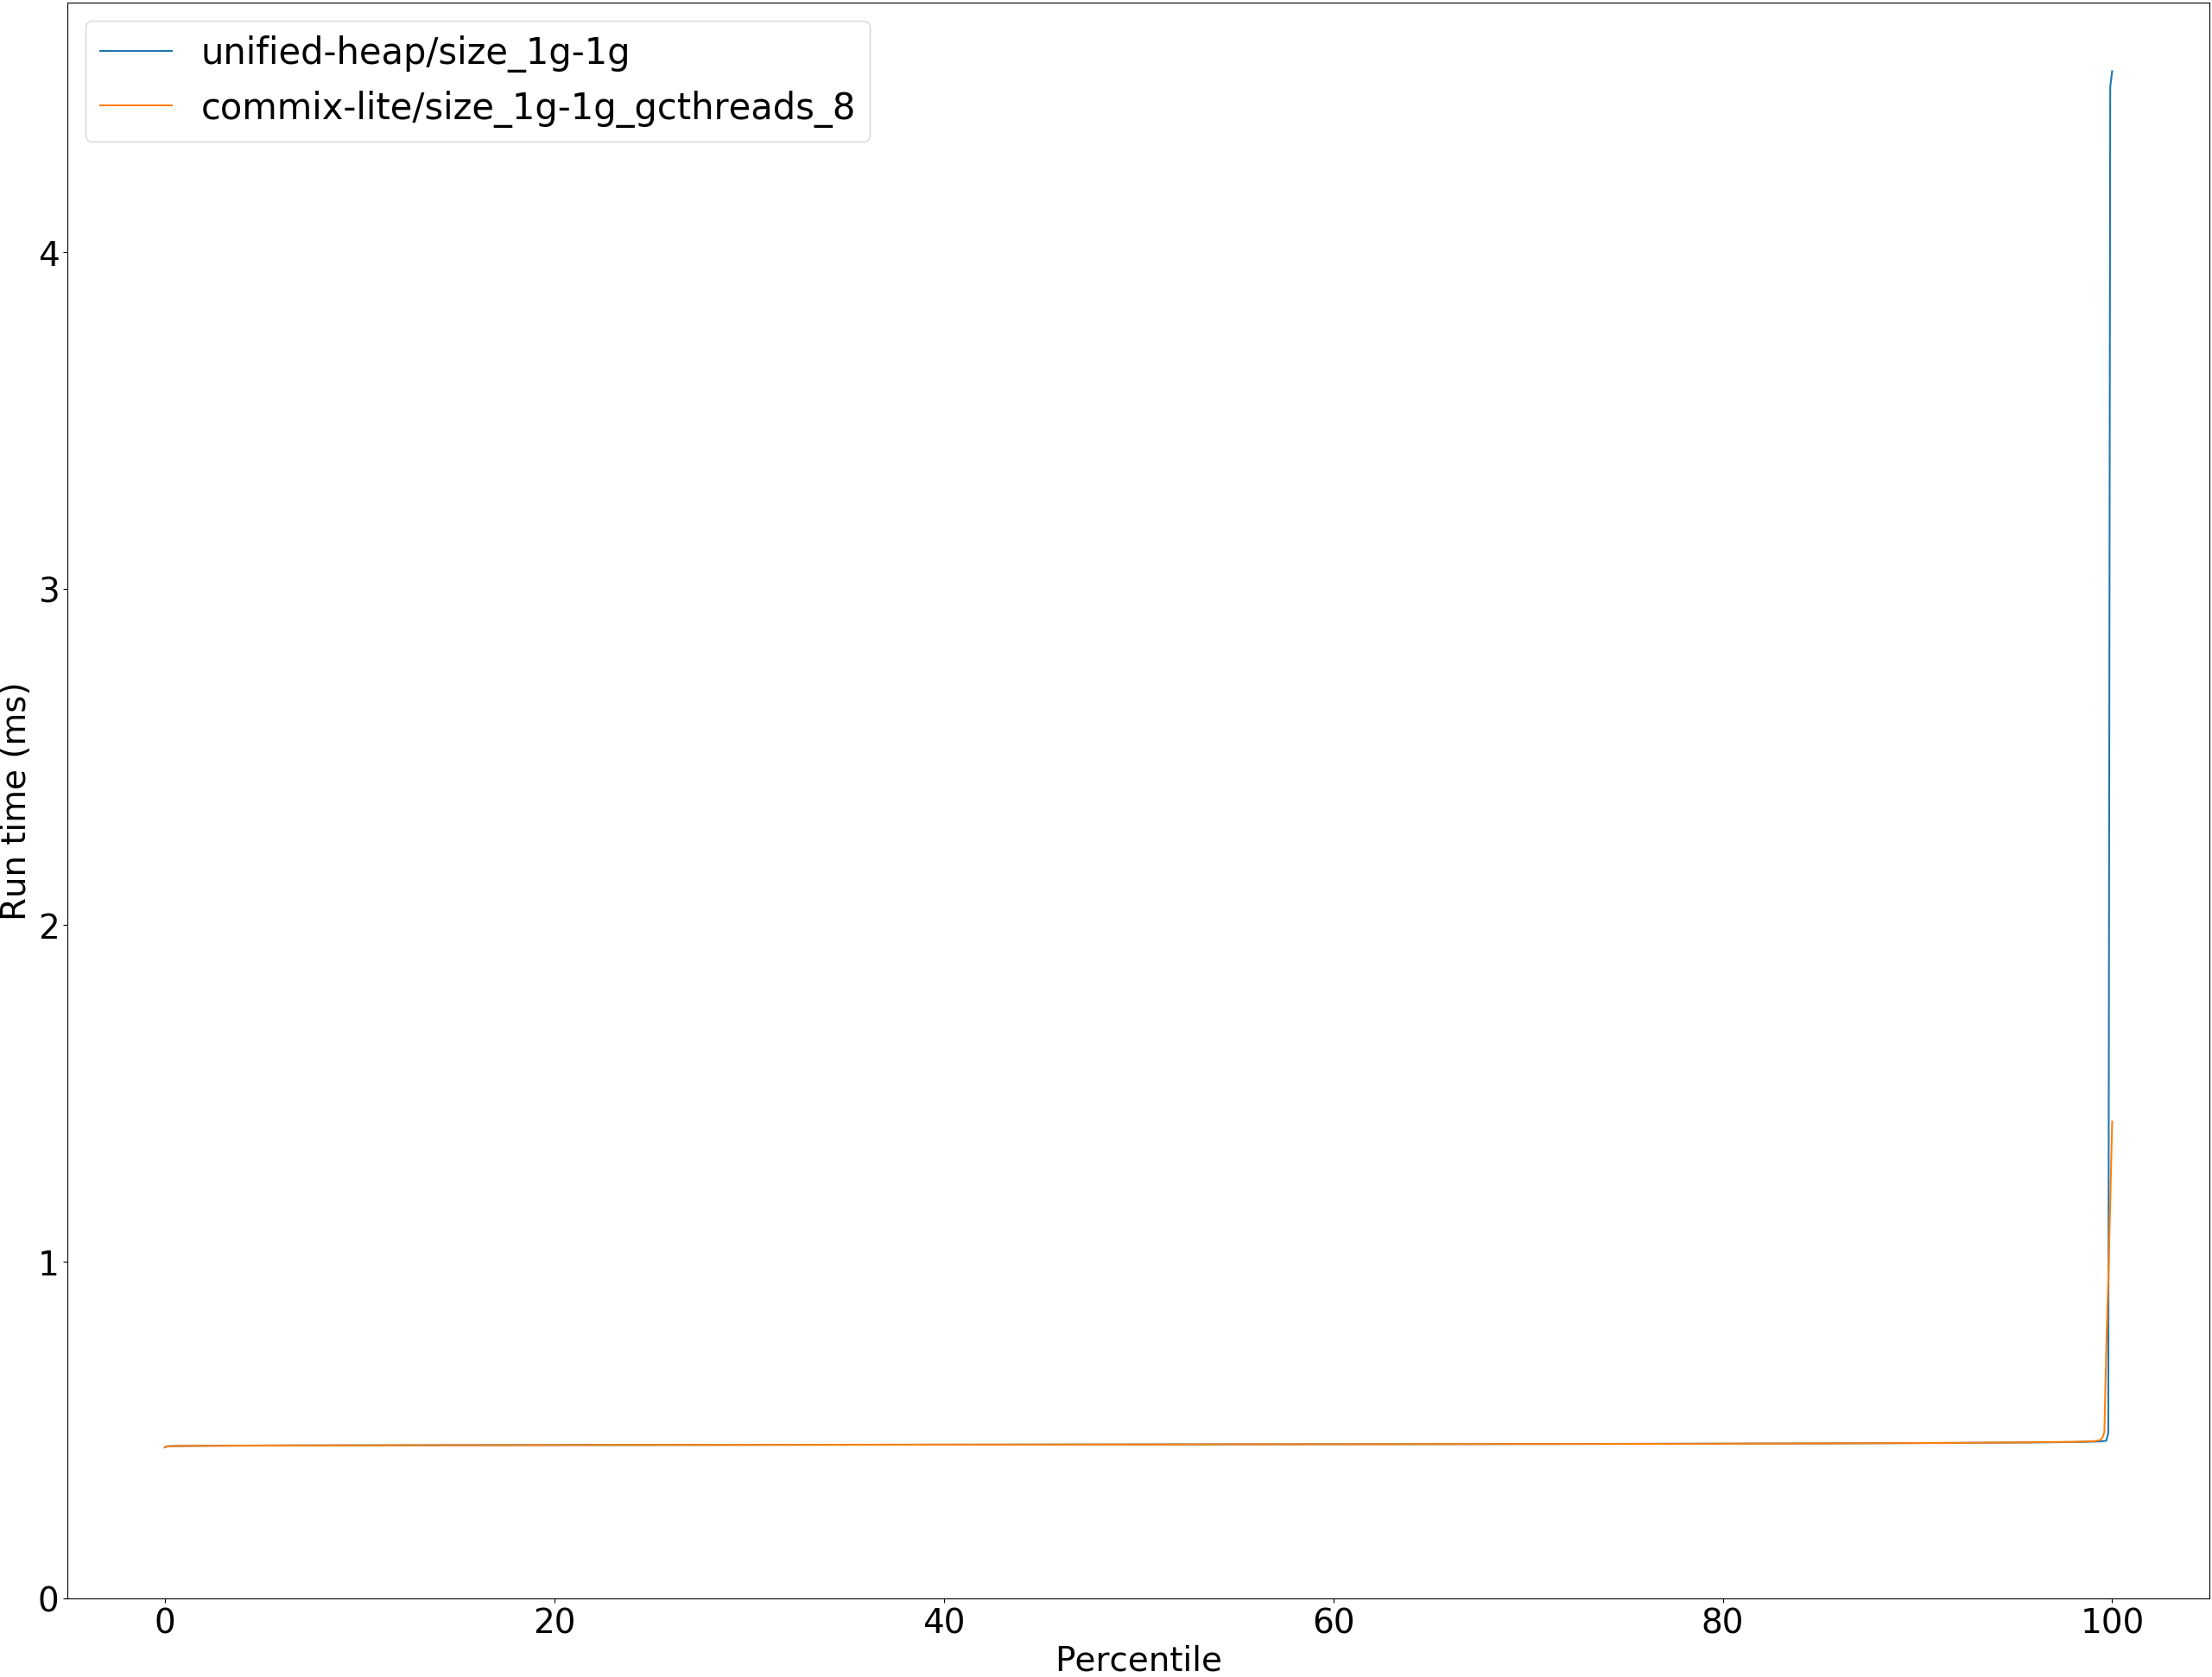 unified-heap/size_1g-1g
commix-lite/size_1g-1g_gcthreads_8
4
3
2
1
0
Run time (ms)
0 20 40 60 80 100
Percentile